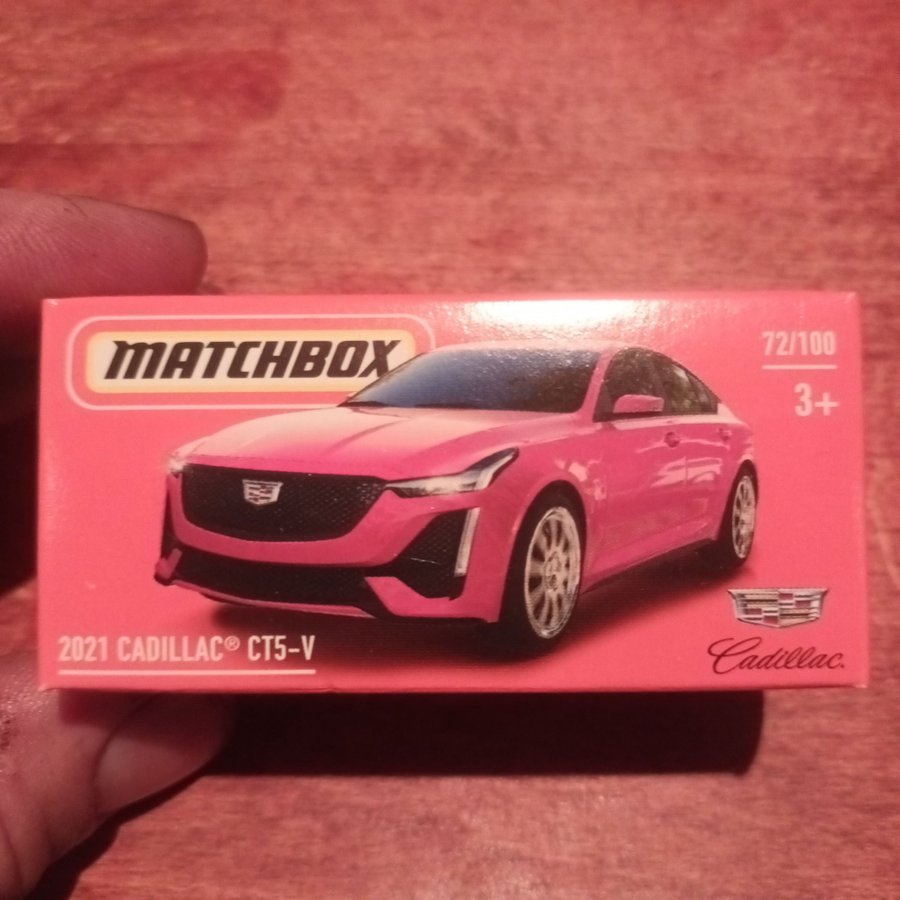 MATCHBOX
72/100
3+
2021 CADILLAC® CT5-V
Cadillac.